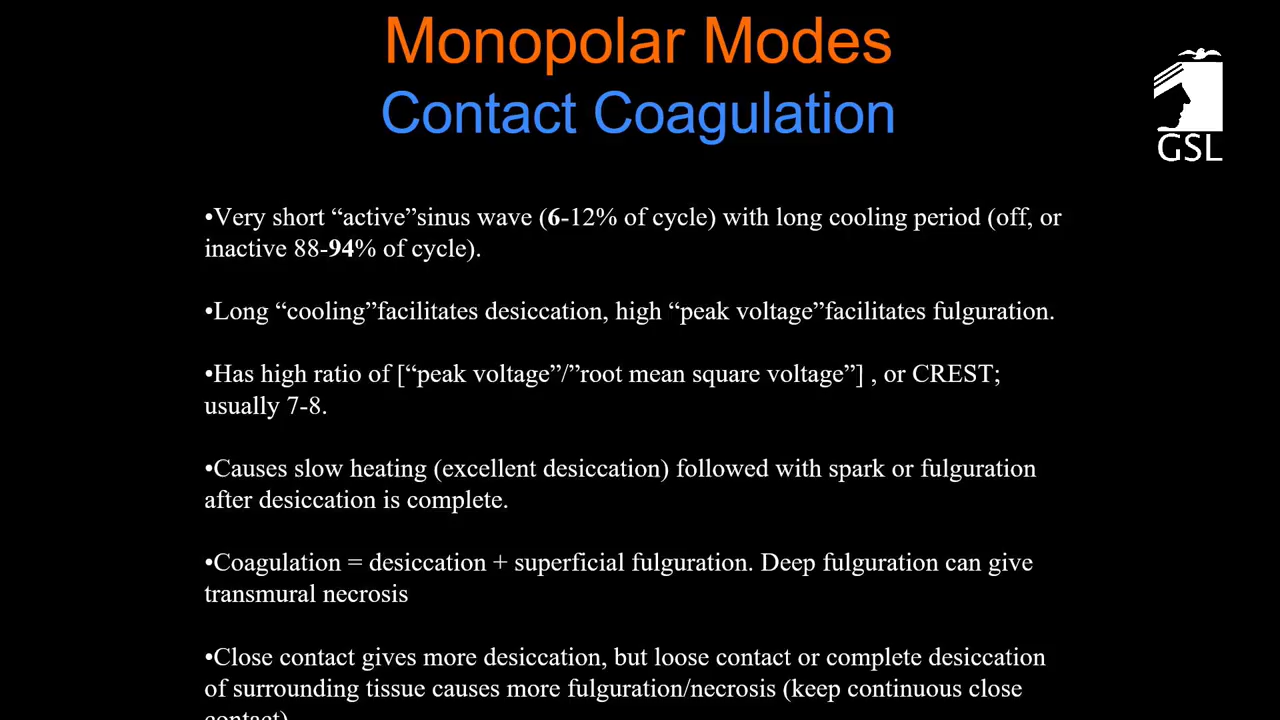 Monopolar Modes
Contact Coagulation
GSL
•Very short “active”sinus wave (6-12% of cycle) with long cooling period (off, or
inactive 88-94% of cycle).
•Long “cooling”facilitates desiccation, high “peak voltage”facilitates fulguration.
•Has high ratio of [“peak voltage”/”root mean square voltage”] , or CREST;
usually 7-8.
•Causes slow heating (excellent desiccation) followed with spark or fulguration
after desiccation is complete.
•Coagulation = desiccation + superficial fulguration. Deep fulguration can give
transmural necrosis
•Close contact gives more desiccation, but loose contact or complete desiccation
of surrounding tissue causes more fulguration/necrosis (keep continuous close
contact)